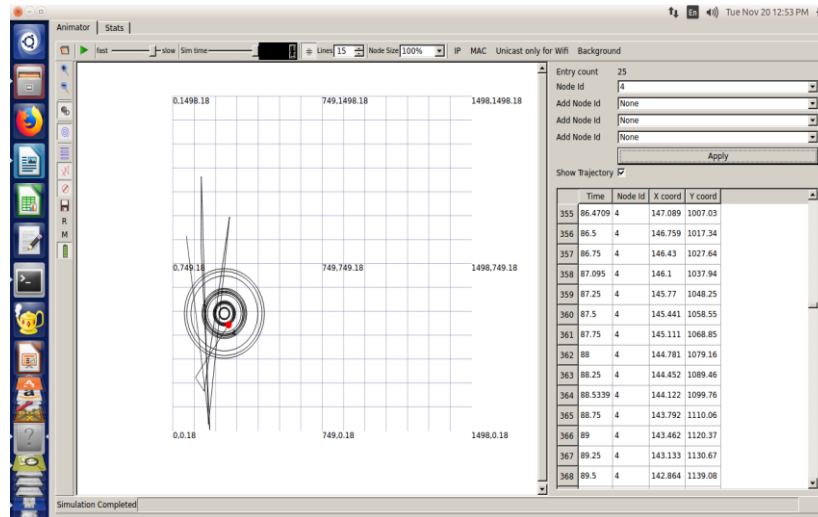 En Tue Nov 20 12:53 PM
Animator Stats
fast slow Sim time Lines 15 Node Size 100% IP MAC Unicast only for Wifi Background
R
M
0,1498.18 749,1498.18 1498,1498.18
0,749.18 749,749.18 1498,749.18
0,0.18 749,0.18 1498,0.18
Entry count 25
Node Id 4
Add Node Id None
Add Node Id None
Add Node Id None
Apply
Show Trajectory
Time Node Id X coord Y coord
355 86.4709 4 147.089 1007.03
356 86.5 4 146.759 1017.34
357 86.75 4 146.43 1027.64
358 87.095 4 146.1 1037.94
359 87.25 4 145.77 1048.25
360 87.5 4 145.441 1058.55
361 87.75 4 145.111 1068.85
362 88 4 144.781 1079.16
363 88.25 4 144.452 1089.46
364 88.5339 4 144.122 1099.76
365 88.75 4 143.792 1110.06
366 89 4 143.462 1120.37
367 89.25 4 143.133 1130.67
368 89.5 4 142.864 1139.08
Simulation Completed